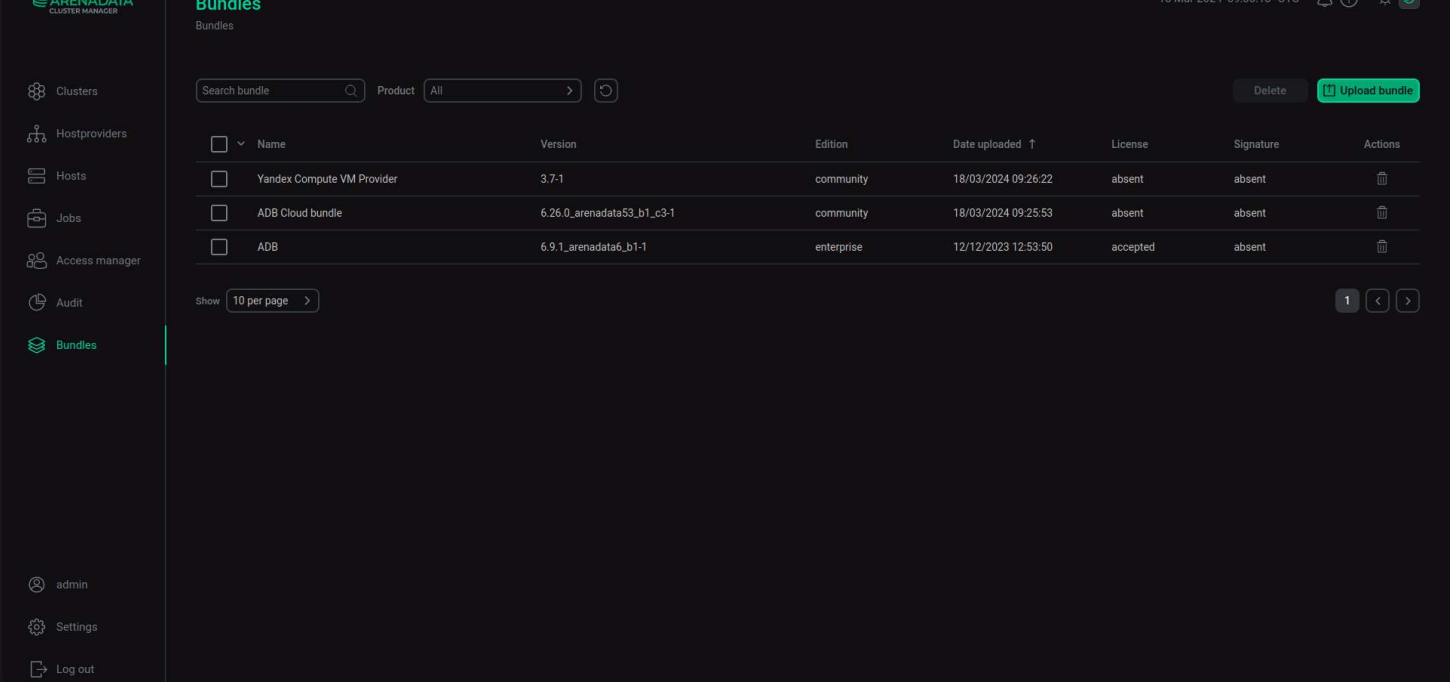 ARENADATA
CLUSTER MANAGER
Bundles
Bundles
Clusters
Hostproviders
Hosts
Jobs
Access manager
Audit
Bundles
admin
Settings
Log out
Search bundle
Product
All
Delete
Upload bundle
Name Version Edition Date uploaded License Signature Actions
Yandex Compute VM Provider 3.7-1 community 18/03/2024 09:26:22 absent absent
ADB Cloud bundle 6.26.0_arenadata53_b1_c3-1 community 18/03/2024 09:25:53 absent absent
ADB 6.9.1_arenadata6_b1-1 enterprise 12/12/2023 12:53:50 accepted absent
Show 10 per page
1